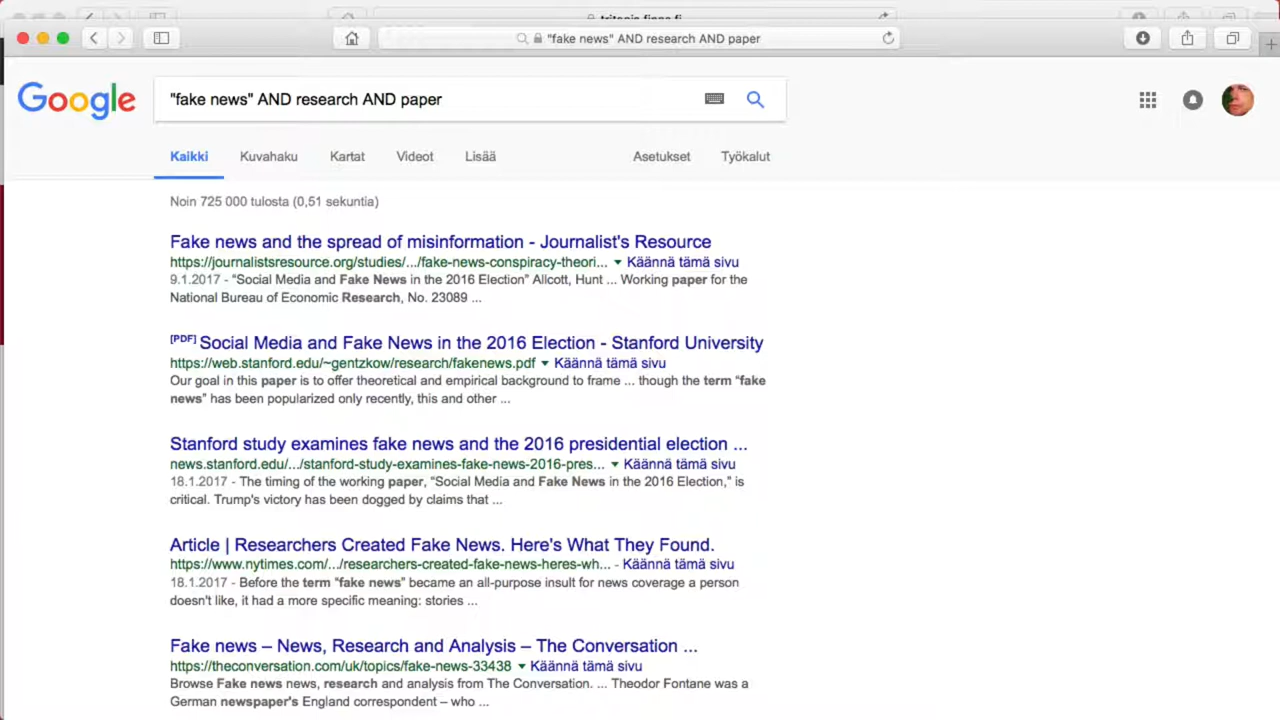 tritonia.finna.fi
"fake news" AND research AND paper
Google
"fake news" AND research AND paper
Kaikki Kuvahaku Kartat Videot Lisää Asetukset Työkalut
Noin 725 000 tulosta (0,51 sekuntia)
Fake news and the spread of misinformation - Journalist's Resource
https://journalistsresource.org/studies/.../fake-news-conspiracy-theori... Käännä tämä sivu
9.1.2017 - “Social Media and Fake News in the 2016 Election” Allcott, Hunt ... Working paper for the
National Bureau of Economic Research, No. 23089 ...
[PDF] Social Media and Fake News in the 2016 Election - Stanford University
https://web.stanford.edu/~gentzkow/research/fakenews.pdf Käännä tämä sivu
Our goal in this paper is to offer theoretical and empirical background to frame ... though the term “fake
news” has been popularized only recently, this and other ...
Stanford study examines fake news and the 2016 presidential election ...
news.stanford.edu/.../stanford-study-examines-fake-news-2016-pres... Käännä tämä sivu
18.1.2017 - The timing of the working paper, “Social Media and Fake News in the 2016 Election,” is
critical. Trump's victory has been dogged by claims that ...
Article | Researchers Created Fake News. Here's What They Found.
https://www.nytimes.com/.../researchers-created-fake-news-heres-wh... - Käännä tämä sivu
18.1.2017 - Before the term “fake news” became an all-purpose insult for news coverage a person
doesn't like, it had a more specific meaning: stories ...
Fake news – News, Research and Analysis – The Conversation ...
https://theconversation.com/uk/topics/fake-news-33438 Käännä tämä sivu
Browse Fake news news, research and analysis from The Conversation. ... Theodor Fontane was a
German newspaper's England correspondent – who ...